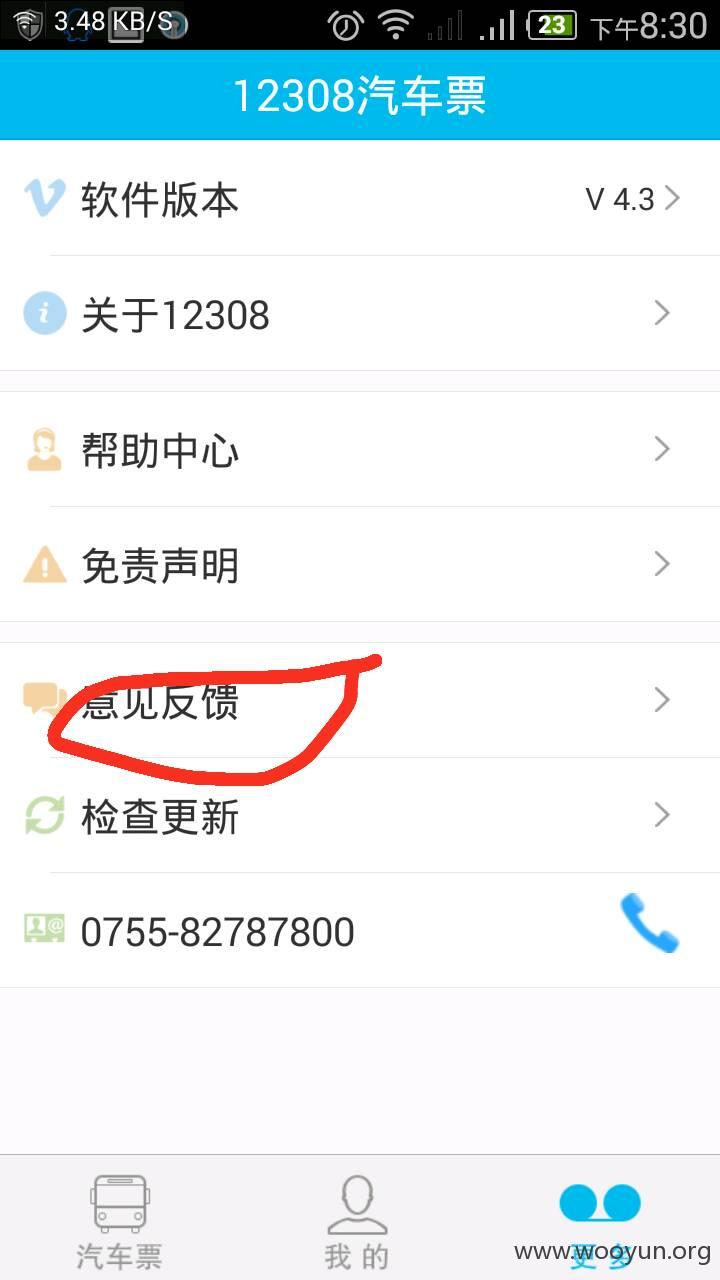 3.48 KB/S 23 下午8:30
12308汽车票
软件版本 V 4.3
关于12308
帮助中心
免责声明
意见反馈
检查更新
0755-82787800
汽车票 我的 更多
www.wooyun.org